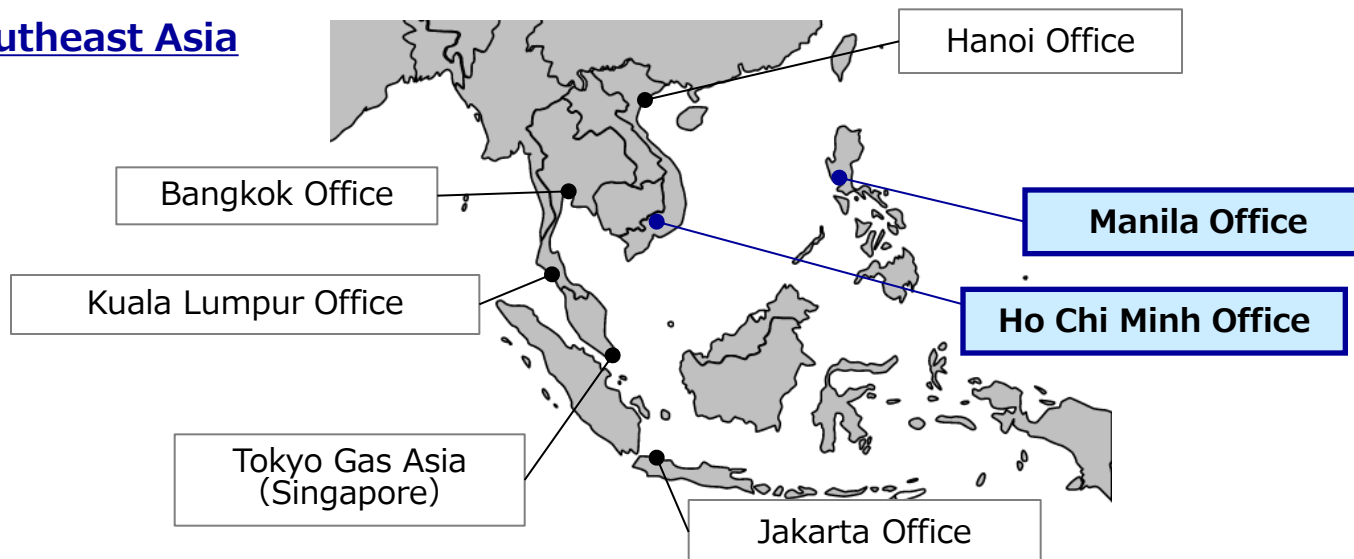 utheast Asia
Hanoi Office
Bangkok Office
Manila Office
Kuala Lumpur Office
Ho Chi Minh Office
Tokyo Gas Asia
(Singapore)
Jakarta Office